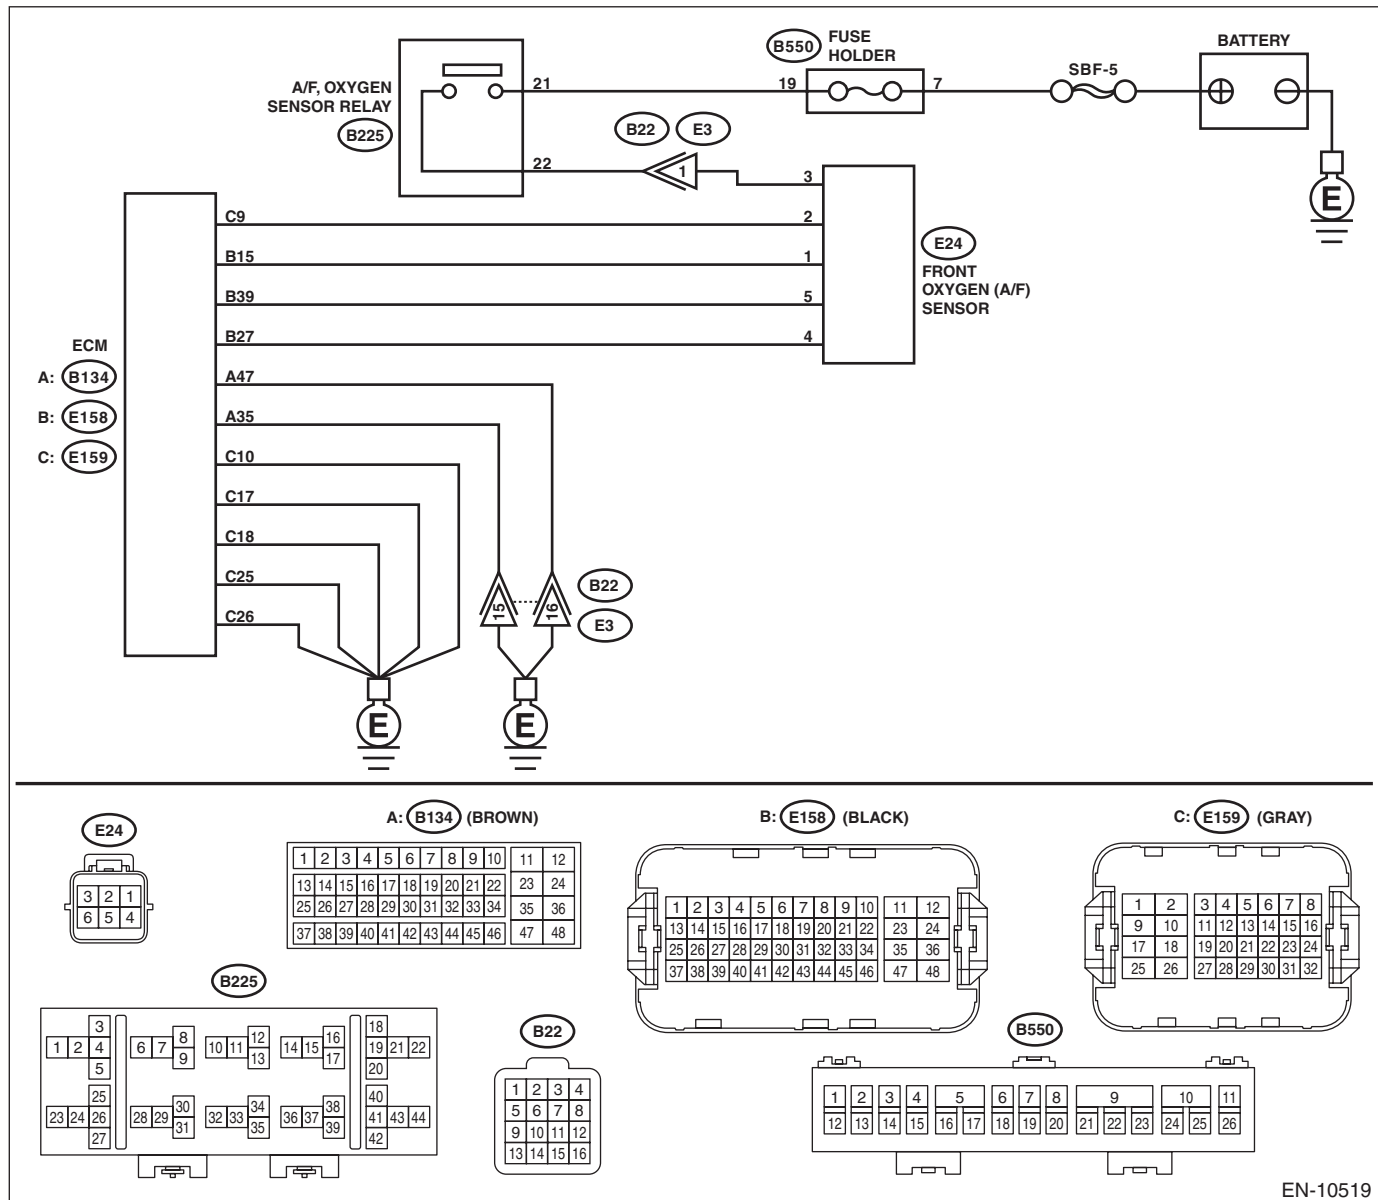 B550 FUSE HOLDER
BATTERY
SBF-5
A/F, OXYGEN SENSOR RELAY
B225
21
19
7
B22 E3
22
1
3
E
C9
2
B15
1
E24
FRONT OXYGEN (A/F) SENSOR
B39
5
B27
4
ECM
A: B134
B: E158
C: E159
A47
A35
C10
C17
C18
C25
C26
15
16
B22
E3
E
E
E24
3 2 1
6 5 4
A: B134 (BROWN)
1 2 3 4 5 6 7 8 9 10 11 12
13 14 15 16 17 18 19 20 21 22 23 24
25 26 27 28 29 30 31 32 33 34 35 36
37 38 39 40 41 42 43 44 45 46 47 48
B: E158 (BLACK)
1 2 3 4 5 6 7 8 9 10 11 12
13 14 15 16 17 18 19 20 21 22 23 24
25 26 27 28 29 30 31 32 33 34 35 36
37 38 39 40 41 42 43 44 45 46 47 48
C: E159 (GRAY)
1 2 3 4 5 6 7 8
9 10 11 12 13 14 15 16
17 18 19 20 21 22 23 24
25 26 27 28 29 30 31 32
B225
3 8 12 16 18
1 2 4 6 7 10 11 14 15 19 21 22
5 9 13 17 20
25 30 34 38 40
23 24 26 28 29 32 33 36 37 41 43 44
27 31 35 39 42
B22
1 2 3 4
5 6 7 8
9 10 11 12
13 14 15 16
B550
1 2 3 4 5 6 7 8 9 10 11
12 13 14 15 16 17 18 19 20 21 22 23 24 25 26
EN-10519